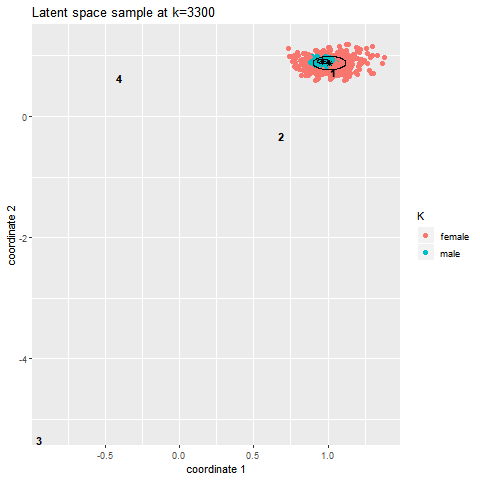 Latent space sample at k=3300
4
1
0
2
-2
-4
3
-0.5
0.0
0.5
1.0
coordinate 1
coordinate 2
K
female
male